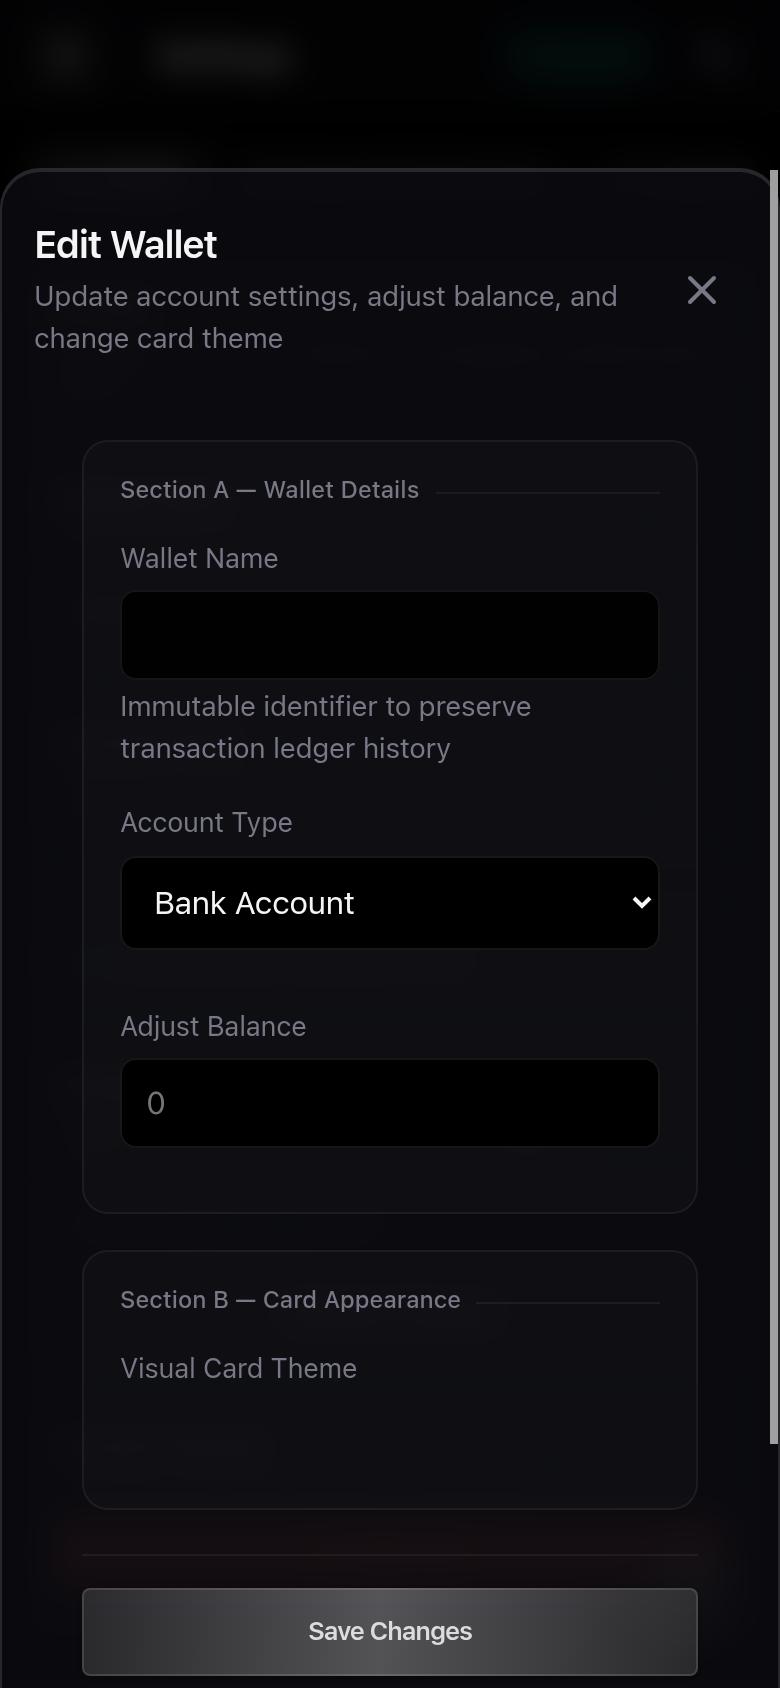 Edit Wallet
Update account settings, adjust balance, and
change card theme
Section A — Wallet Details
Wallet Name
Immutable identifier to preserve
transaction ledger history
Account Type
Bank Account
Adjust Balance
0
Section B — Card Appearance
Visual Card Theme
Save Changes